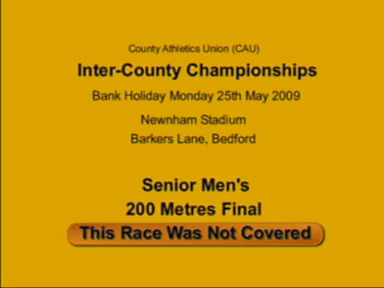 County Athletics Union (CAU)
Inter-County Championships
Bank Holiday Monday 25th May 2009
Newnham Stadium
Barkers Lane, Bedford
Senior Men's
200 Metres Final
This Race Was Not Covered